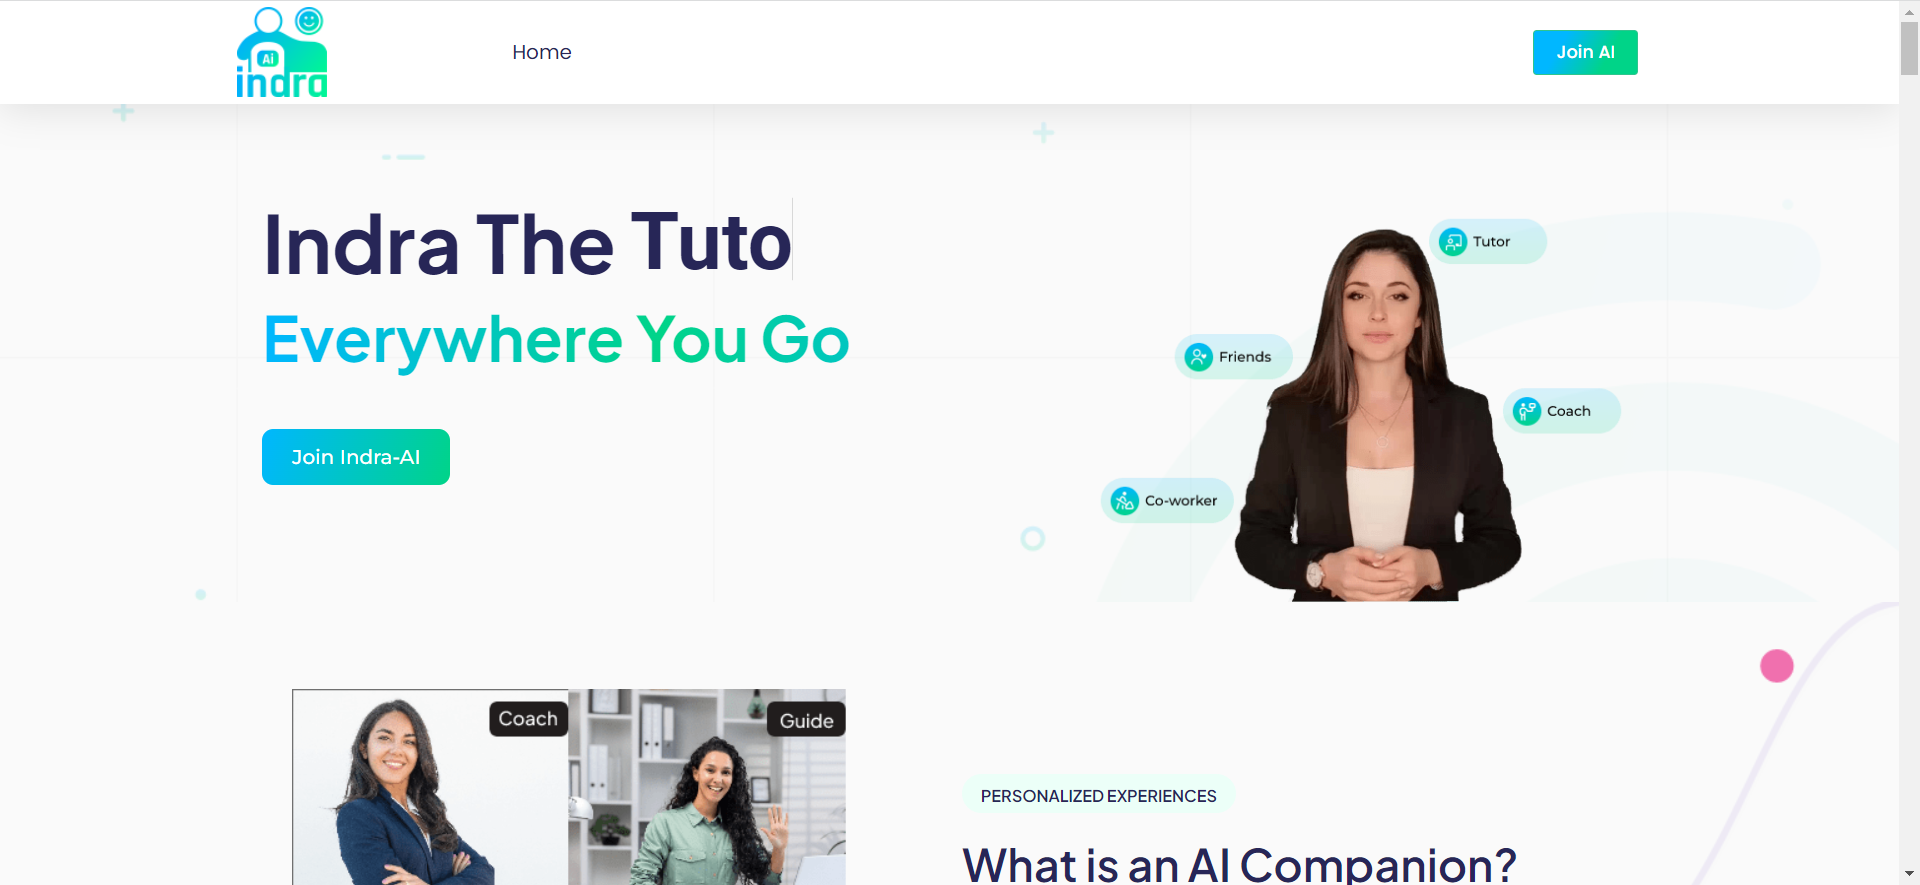 Ai
indra
Home
Join AI
Indra The Tuto
Everywhere You Go
Join Indra-AI
Tutor
Friends
Coach
Co-worker
Coach
Guide
PERSONALIZED EXPERIENCES
What is an AI Companion?